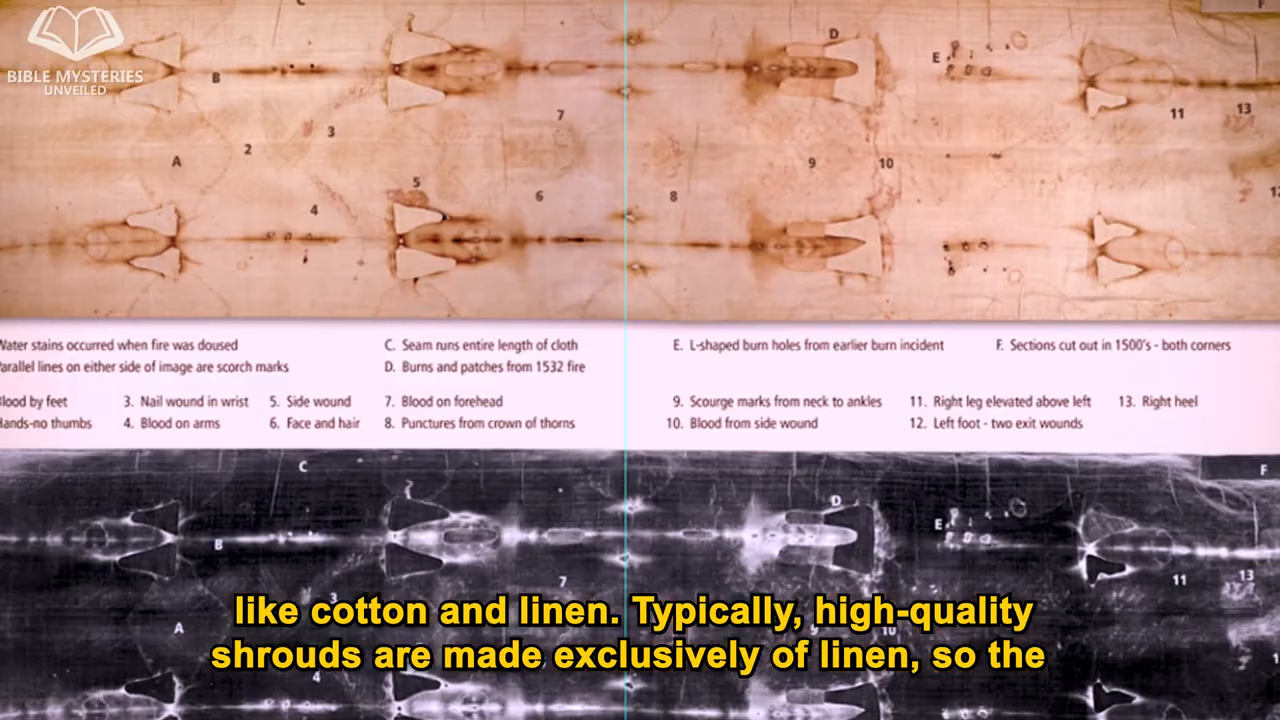 BIBLE MYSTERIES
UNVEILED
C
F
D
B
E
7
11
13
3
2
A
9
10
5
12
6
8
4
Water stains occurred when fire was doused
C. Seam runs entire length of cloth
E. L-shaped burn holes from earlier burn incident
F. Sections cut out in 1500's - both corners
Parallel lines on either side of image are scorch marks
D. Burns and patches from 1532 fire
Blood by feet
3. Nail wound in wrist
5. Side wound
7. Blood on forehead
9. Scourge marks from neck to ankles
11. Right leg elevated above left
13. Right heel
Hands-no thumbs
4. Blood on arms
6. Face and hair
8. Punctures from crown of thorns
10. Blood from side wound
12. Left foot - two exit wounds
C
F
D
E
B
7
11
13
3
A
10
4
like cotton and linen. Typically, high-quality
shrouds are made exclusively of linen, so the